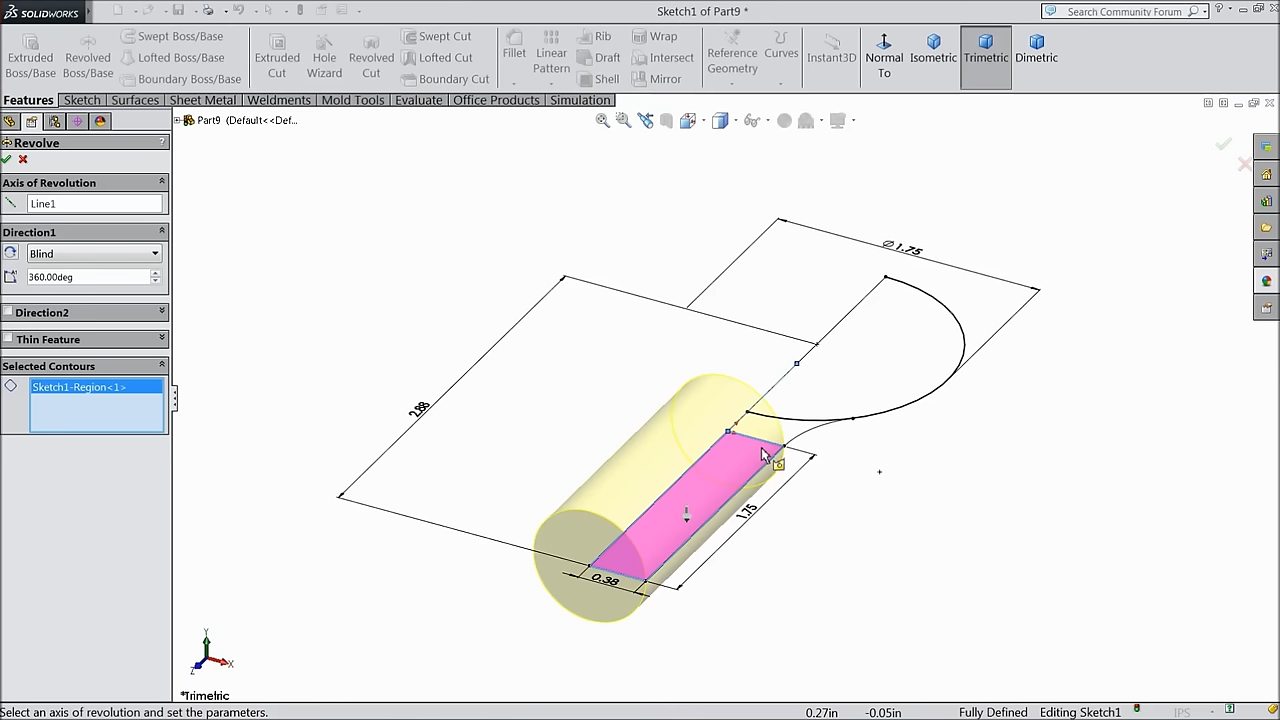 SOLIDWORKS
Sketch1 of Part9 *
Search Community Forum
Extruded Boss/Base
Revolved Boss/Base
Swept Boss/Base
Lofted Boss/Base
Boundary Boss/Base
Extruded Cut
Hole Wizard
Revolved Cut
Swept Cut
Lofted Cut
Boundary Cut
Fillet
Linear Pattern
Rib
Draft
Shell
Wrap
Intersect
Mirror
Reference Geometry
Curves
Instant3D
Normal To
Isometric
Trimetric
Dimetric
Features
Sketch
Surfaces
Sheet Metal
Weldments
Mold Tools
Evaluate
Office Products
Simulation
Part9 (Default<<Def...
Revolve
?
Axis of Revolution
Line1
Direction1
Blind
360.00deg
Direction2
Thin Feature
Selected Contours
Sketch1-Region<1>
∅1.75
2.88
1.75
0.38
Y
X
Z
*Trimetric
Select an axis of revolution and set the parameters.
0.27in
-0.05in
Fully Defined
Editing Sketch1
IPS